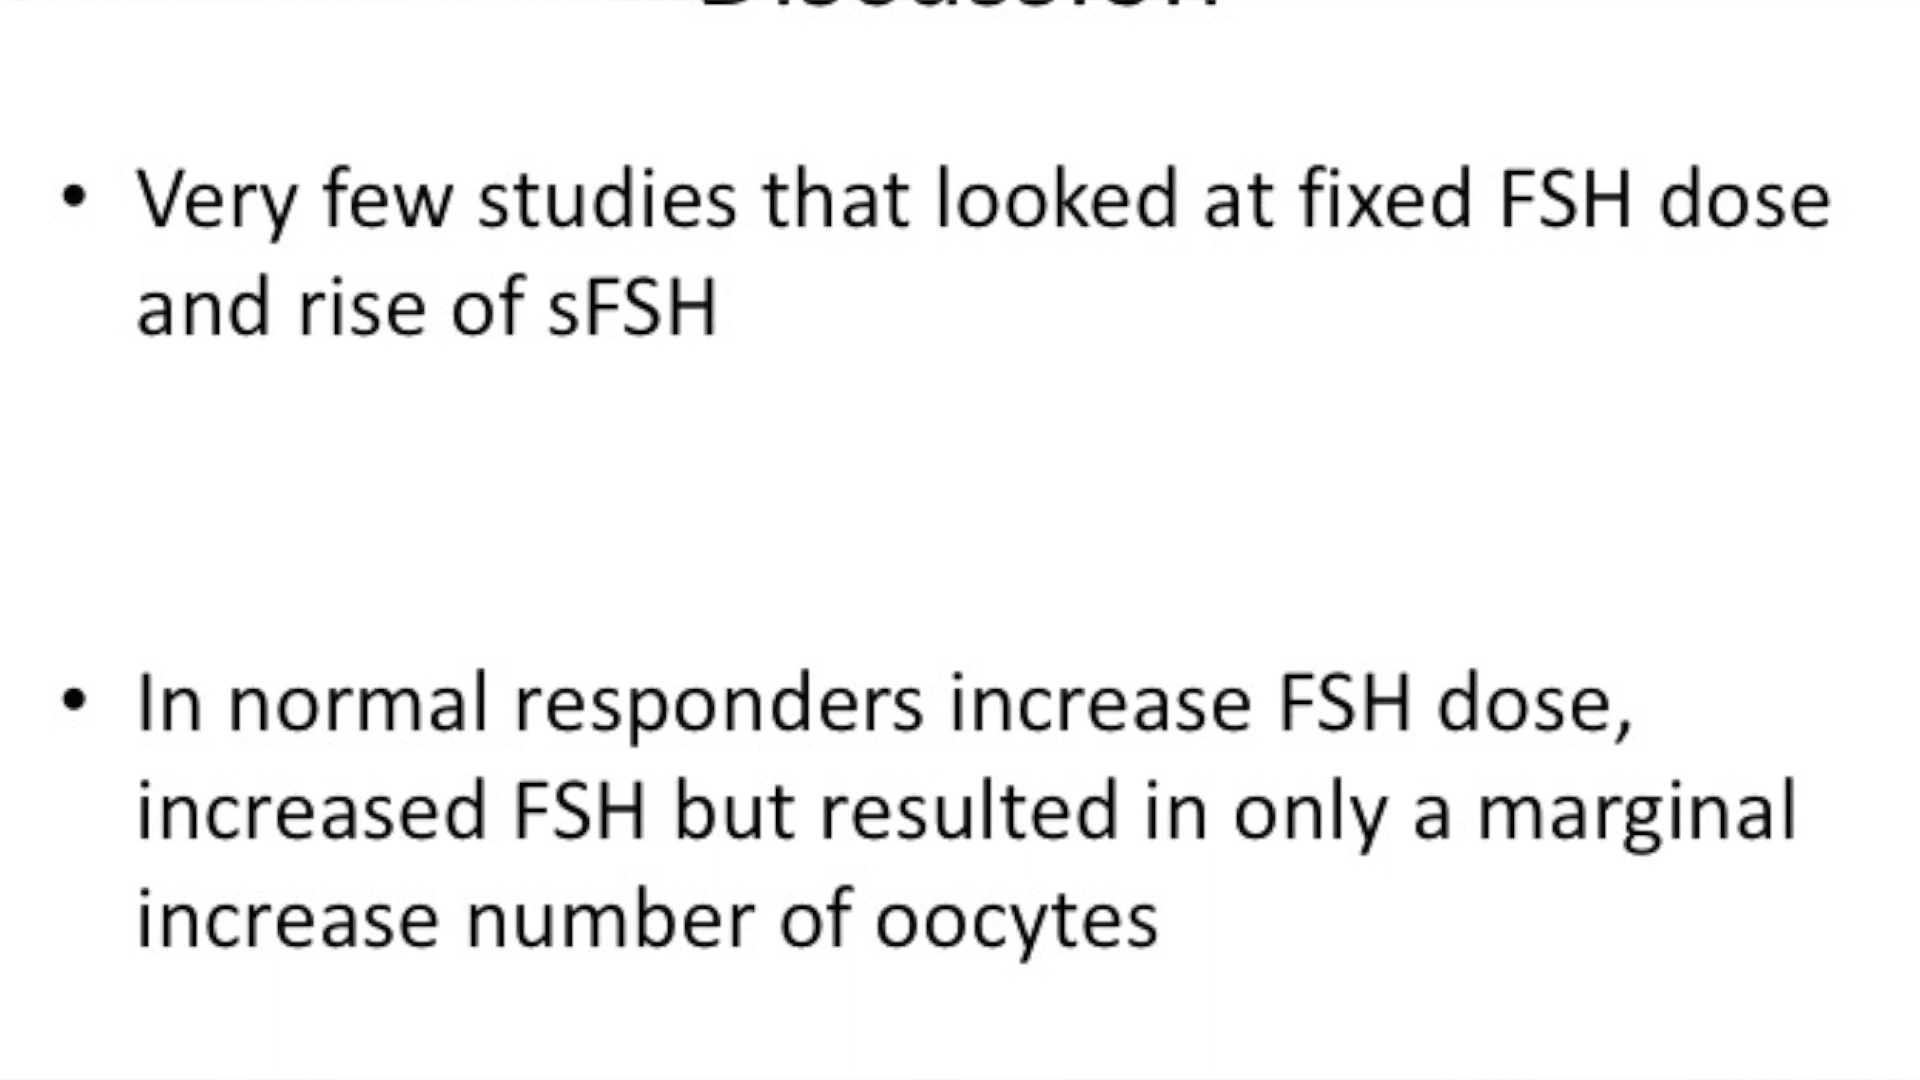 • Very few studies that looked at fixed FSH dose
and rise of sFSH
• In normal responders increase FSH dose,
increased FSH but resulted in only a marginal
increase number of oocytes